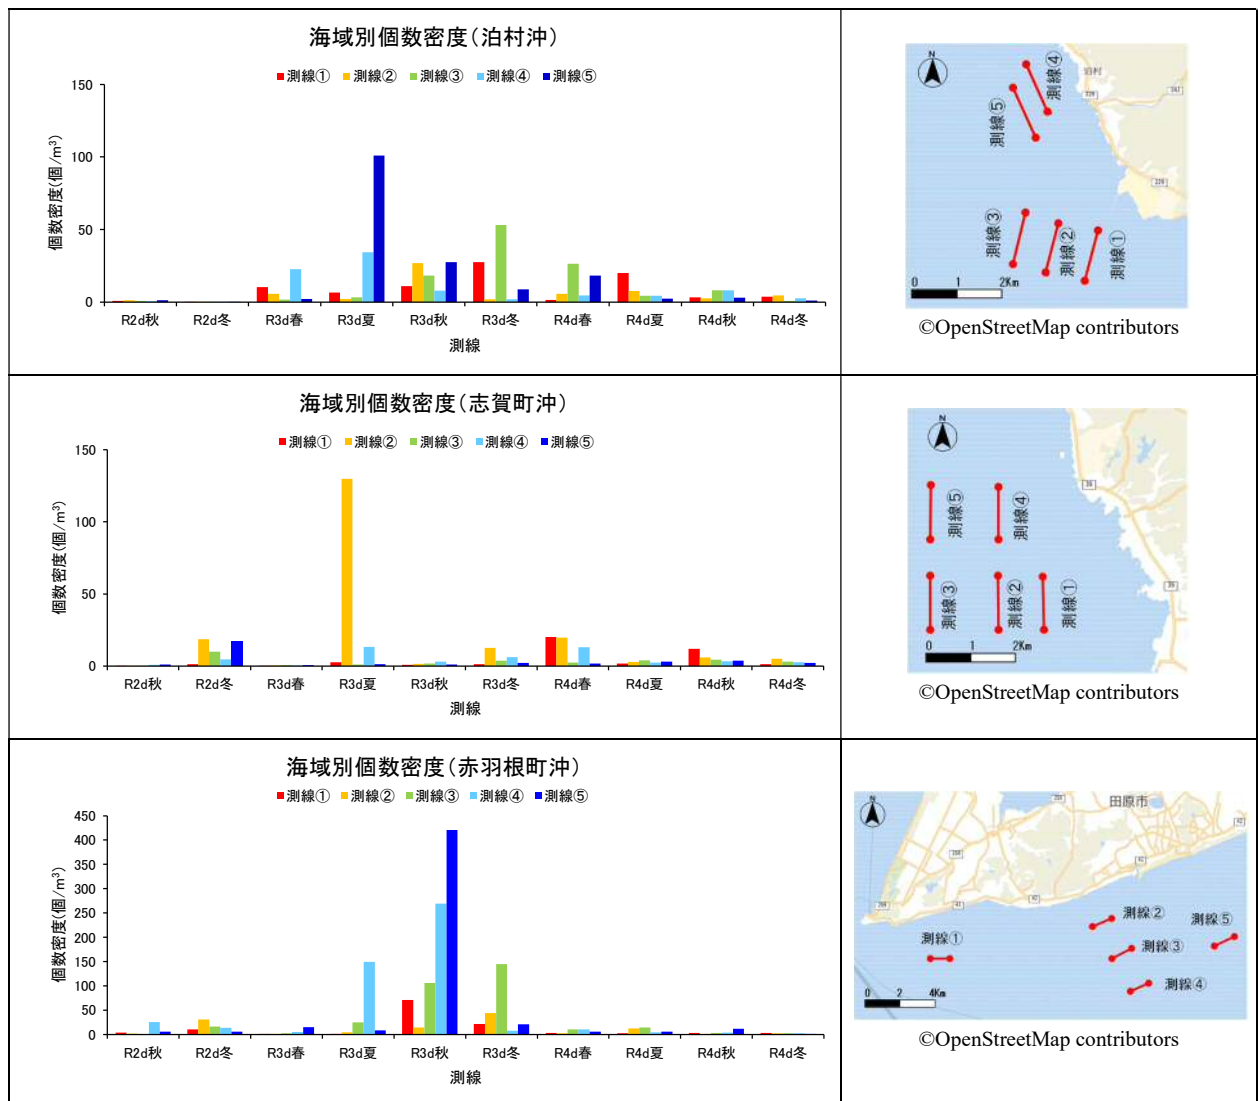 海域別個数密度(泊村沖)
測線① 測線② 測線③ 測線④ 測線⑤
個数密度(個/m³)
150
100
50
0
R2d秋 R2d冬 R3d春 R3d夏 R3d秋 R3d冬 R4d春 R4d夏 R4d秋 R4d冬
測線
N
泊村
229
229
測線④
測線⑤
測線③
測線②
測線①
0 1 2Km
©OpenStreetMap contributors
海域別個数密度(志賀町沖)
測線① 測線② 測線③ 測線④ 測線⑤
個数密度(個/m³)
150
100
50
0
R2d秋 R2d冬 R3d春 R3d夏 R3d秋 R3d冬 R4d春 R4d夏 R4d秋 R4d冬
測線
N
測線⑤
測線④
測線③
測線②
測線①
0 1 2Km
©OpenStreetMap contributors
海域別個数密度(赤羽根町沖)
測線① 測線② 測線③ 測線④ 測線⑤
個数密度(個/m³)
450
400
350
300
250
200
150
100
50
0
R2d秋 R2d冬 R3d春 R3d夏 R3d秋 R3d冬 R4d春 R4d夏 R4d秋 R4d冬
測線
N
田原市
42
42
測線②
測線⑤
測線①
測線③
測線④
0 2 4Km
©OpenStreetMap contributors